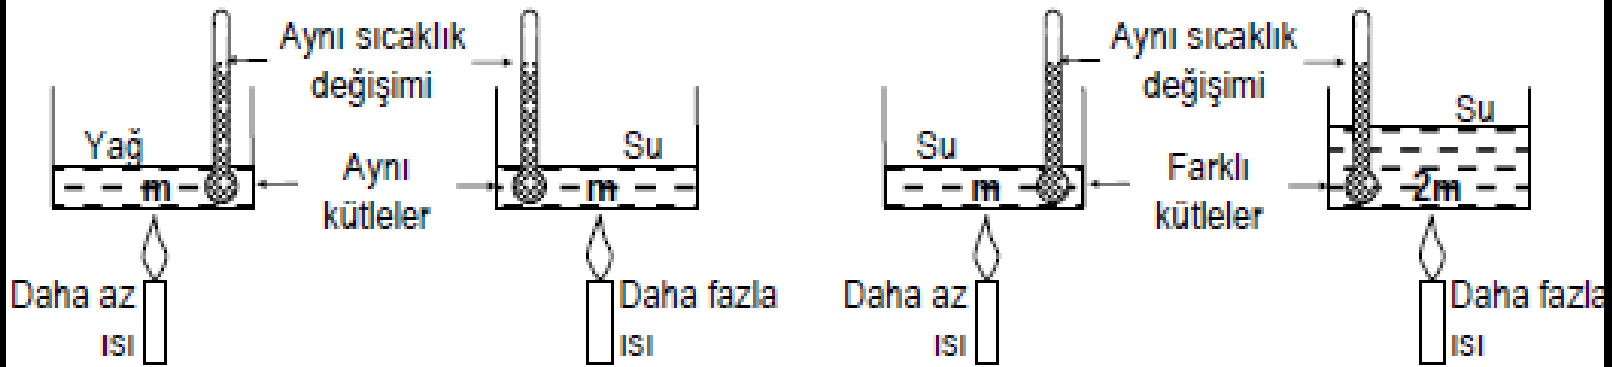 Aynı sıcaklık
değişimi
Yağ
Su
m
m
Aynı
kütleler
Daha az
ısı
Daha fazla
ısı
Aynı sıcaklık
değişimi
Su
Su
m
2m
Farklı
kütleler
Daha az
ısı
Daha fazla
ısı